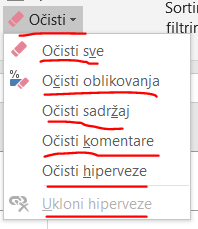 Očisti
Sortir
filtrir
Očisti sve
Očisti oblikovanja
Očisti sadržaj
Očisti komentare
Očisti hiperveze
Ukloni hiperveze